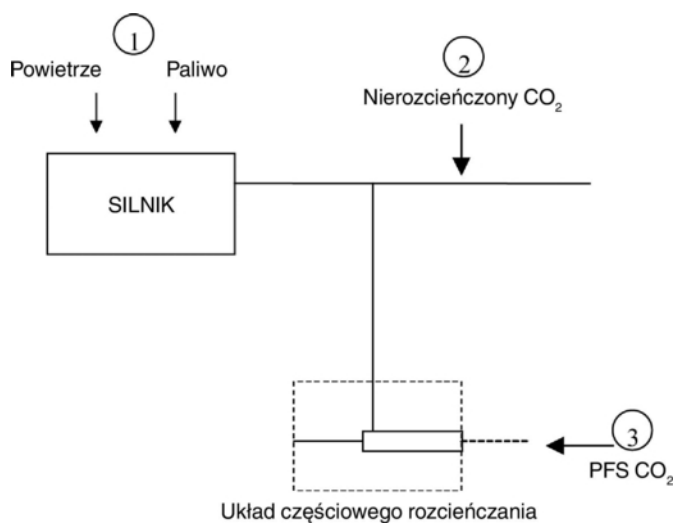 1
Powietrze Paliwo
2
Nierozcieńczony CO₂
SILNIK
3
PFS CO₂
Układ częściowego rozcieńczania